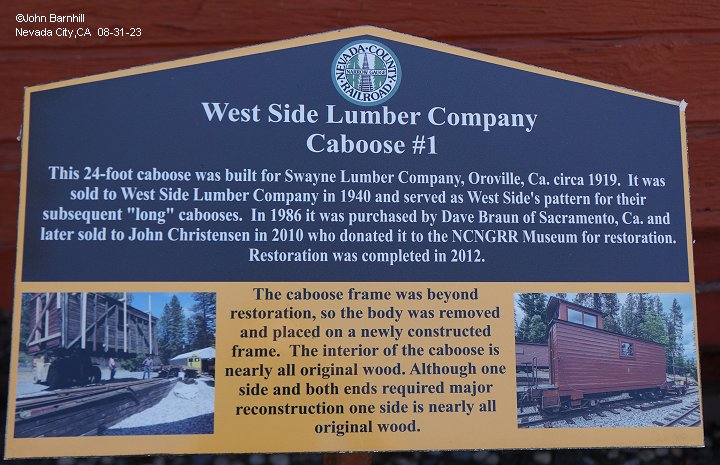 ©John Barnhill
Nevada City,CA 08-31-23
NEVADA·COUNTY
NARROW GAUGE
·RAILROAD·
West Side Lumber Company
Caboose #1
This 24-foot caboose was built for Swayne Lumber Company, Oroville, Ca. circa 1919. It was
sold to West Side Lumber Company in 1940 and served as West Side's pattern for their
subsequent "long" cabooses. In 1986 it was purchased by Dave Braun of Sacramento, Ca. and
later sold to John Christensen in 2010 who donated it to the NCNGRR Museum for restoration.
Restoration was completed in 2012.
The caboose frame was beyond
restoration, so the body was removed
and placed on a newly constructed
frame. The interior of the caboose is
nearly all original wood. Although one
side and both ends required major
reconstruction one side is nearly all
original wood.